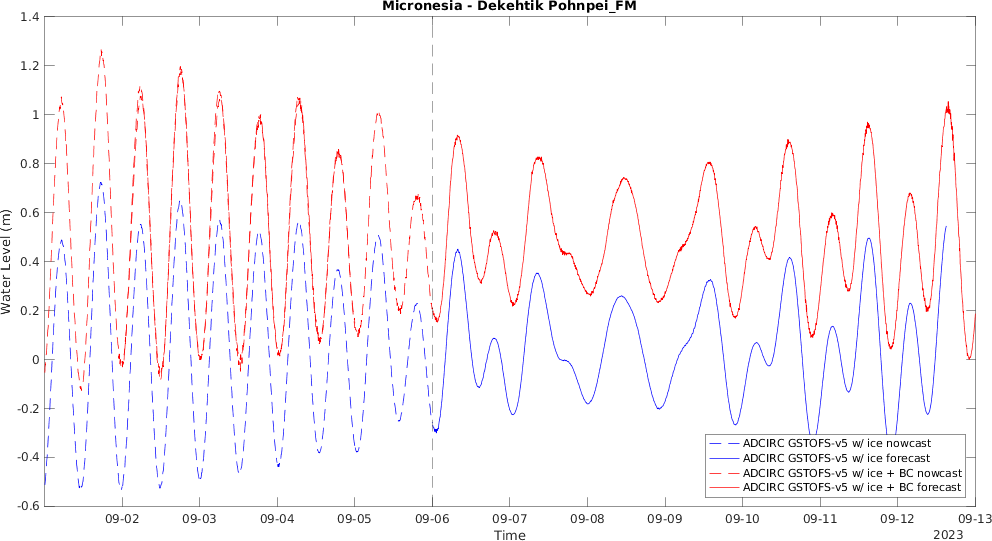 Micronesia - Dekehtik Pohnpei_FM
1.4
1.2
1
0.8
0.6
0.4
0.2
0
-0.2
-0.4
-0.6
Water Level (m)
ADCIRC GSTOFS-v5 w/ ice nowcast
ADCIRC GSTOFS-v5 w/ ice forecast
ADCIRC GSTOFS-v5 w/ ice + BC nowcast
ADCIRC GSTOFS-v5 w/ ice + BC forecast
09-02 09-03 09-04 09-05 09-06 09-07 09-08 09-09 09-10 09-11 09-12 09-13
Time
2023